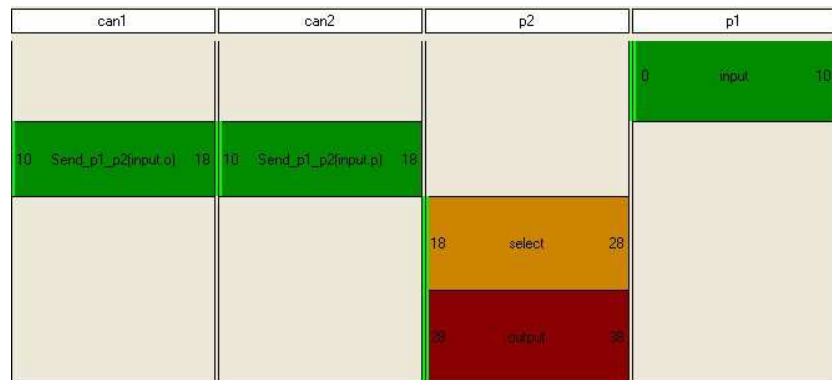 can1 can2 p2 p1
0 input 10
10 Send_p1_p2(input.o) 18 10 Send_p1_p2(input.p) 18
18 select 28
28 output 38